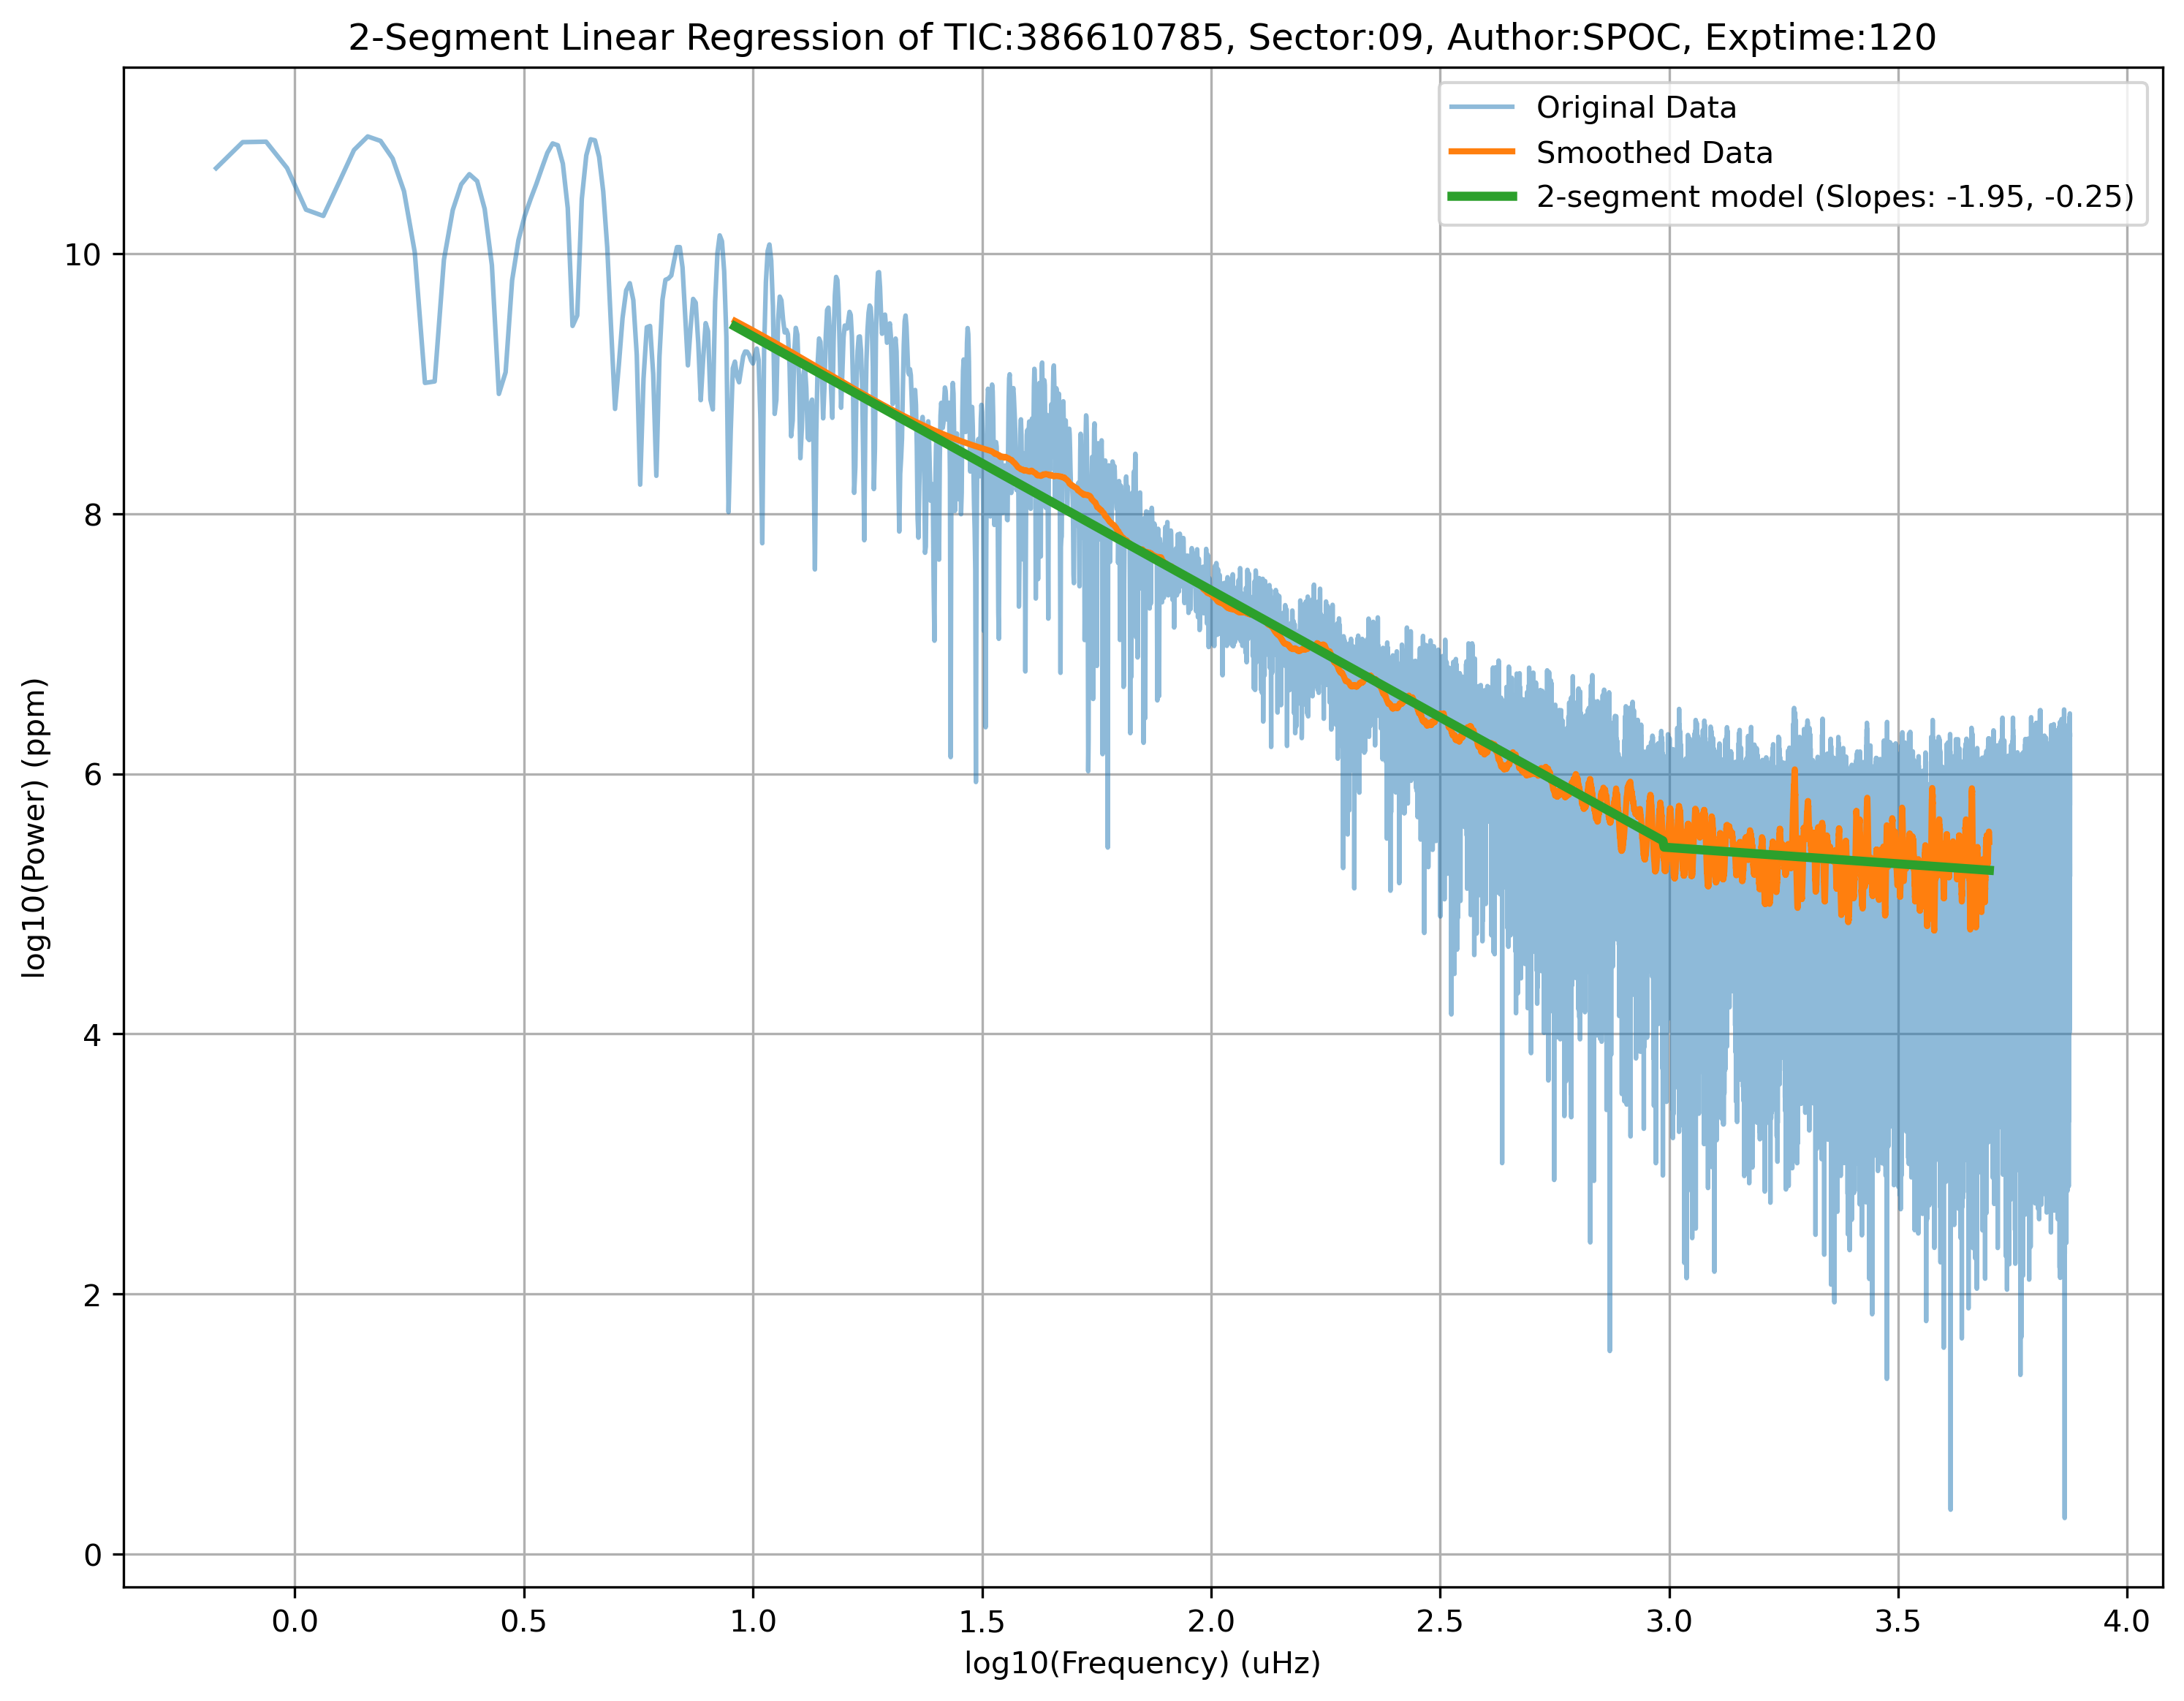 2-Segment Linear Regression of TIC:386610785, Sector:09, Author:SPOC, Exptime:120
Original Data
Smoothed Data
2-segment model (Slopes: -1.95, -0.25)
log10(Power) (ppm)
10
8
6
4
2
0
0.0 0.5 1.0 1.5 2.0 2.5 3.0 3.5 4.0
log10(Frequency) (uHz)